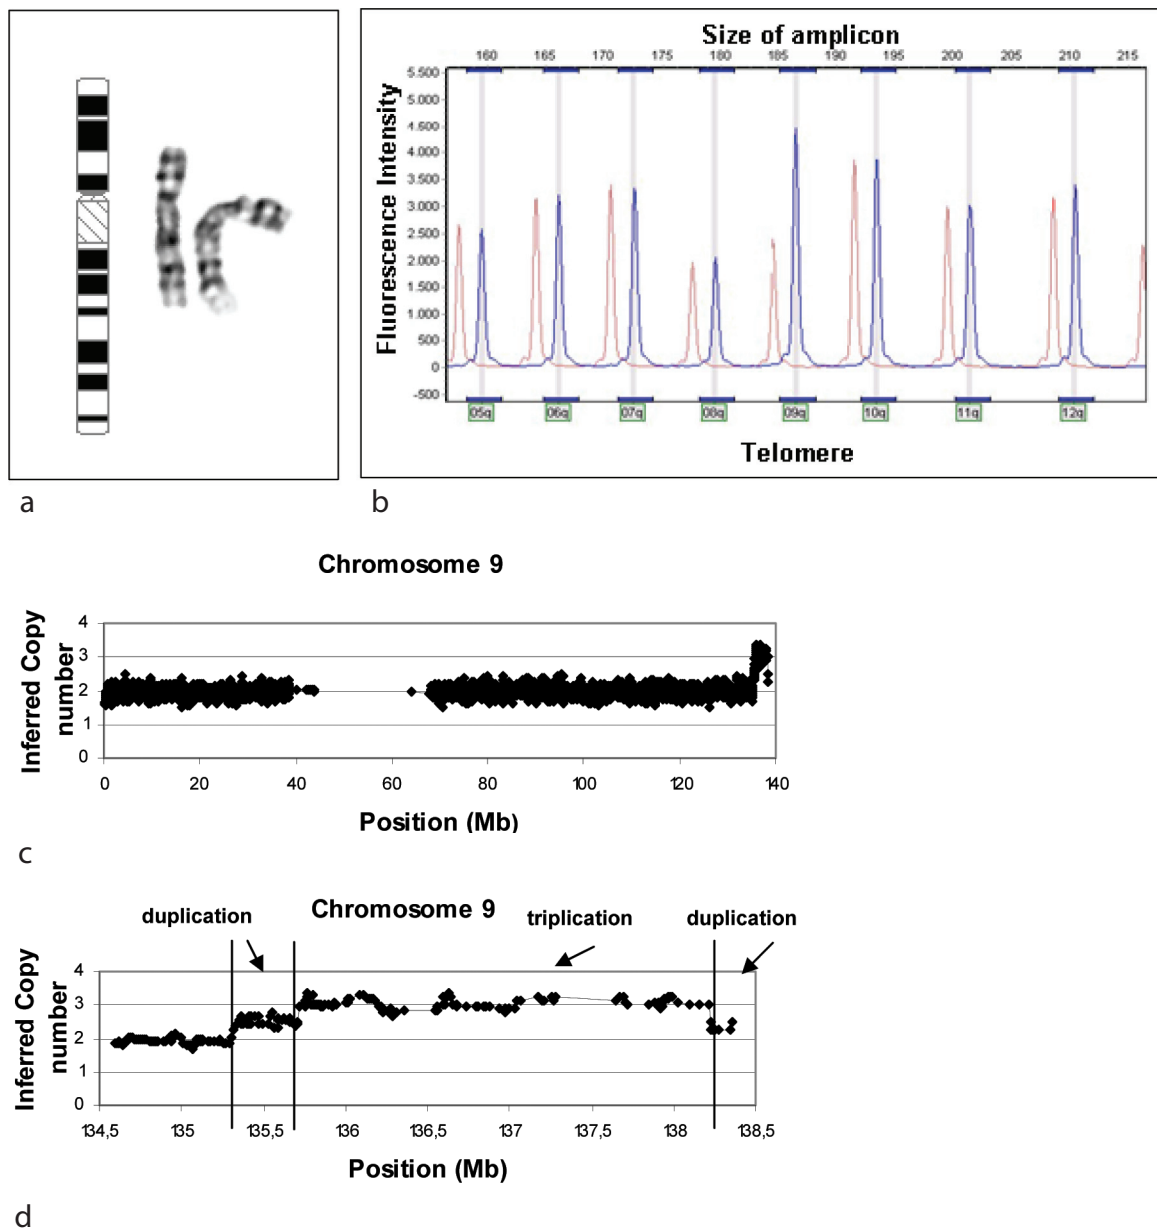 Size of amplicon
160 165 170 175 180 185 190 195 200 205 210 215
Fluorescence Intensity
5.500
5.000
4.500
4.000
3.500
3.000
2.500
2.000
1.500
1.000
500
0
-500
05q 06q 07q 08q 09q 10q 11q 12q
Telomere
a
b
Chromosome 9
Inferred Copy
number
4
3
2
1
0
0 20 40 60 80 100 120 140
Position (Mb)
c
duplication
Chromosome 9
triplication
duplication
Inferred Copy
number
4
3
2
1
0
134,5 135 135,5 136 136,5 137 137,5 138 138,5
Position (Mb)
d